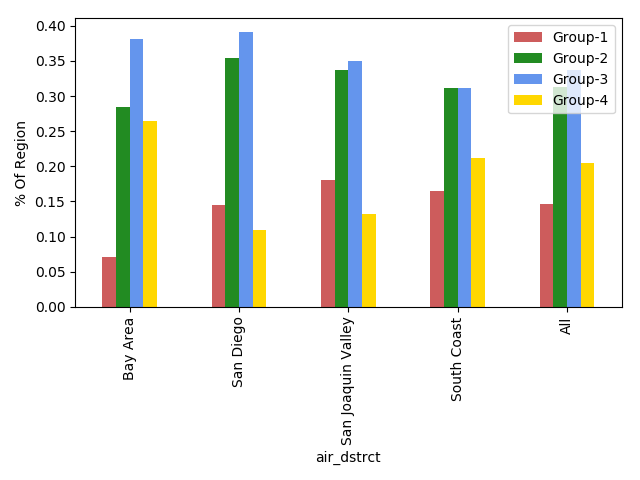 0.40
0.35
0.30
0.25
0.20
0.15
0.10
0.05
0.00
% Of Region
Group-1
Group-2
Group-3
Group-4
Bay Area
San Diego
San Joaquin Valley
South Coast
All
air_dstrct